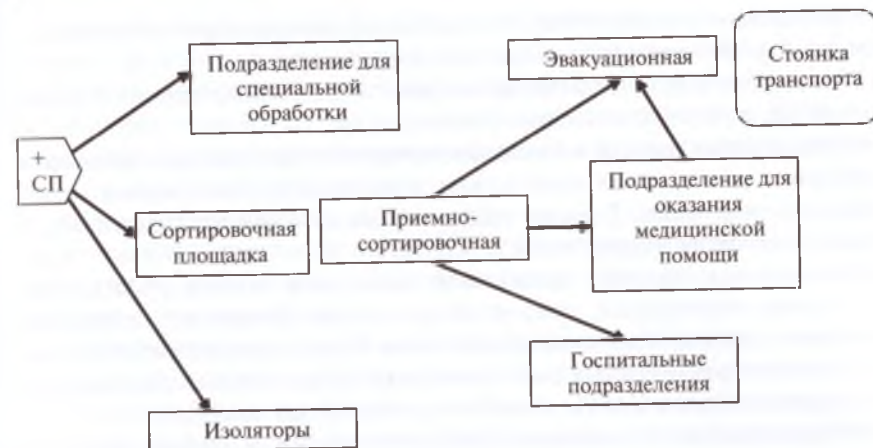 Подразделение для
специальной
обработки
Эвакуационная
Стоянка
транспорта
+
СП
Сортировочная
площадка
Приемно-
сортировочная
Подразделение для
оказания
медицинской
помощи
Госпитальные
подразделения
Изоляторы